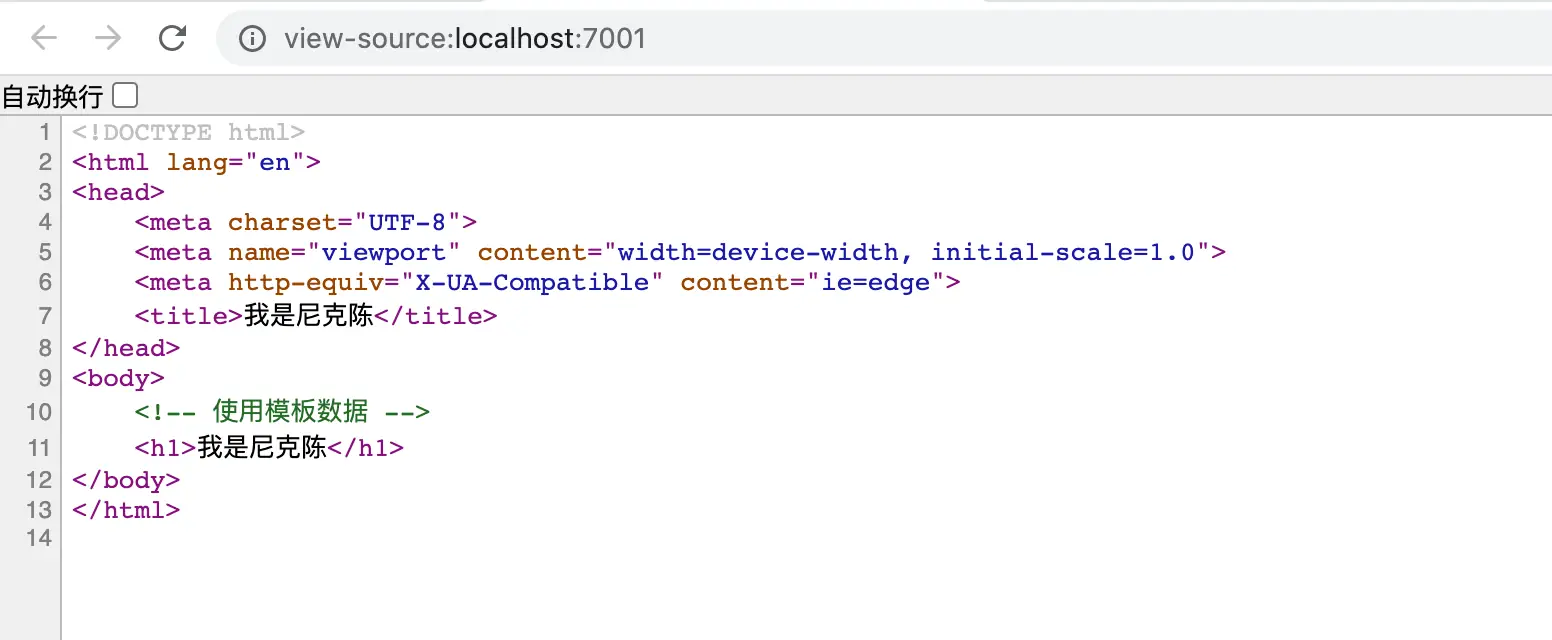 view-source:localhost:7001
自动换行
1 <!DOCTYPE html>
2 <html lang="en">
3 <head>
4     <meta charset="UTF-8">
5     <meta name="viewport" content="width=device-width, initial-scale=1.0">
6     <meta http-equiv="X-UA-Compatible" content="ie=edge">
7     <title>我是尼克陈</title>
8 </head>
9 <body>
10     <!-- 使用模板数据 -->
11     <h1>我是尼克陈</h1>
12 </body>
13 </html>
14